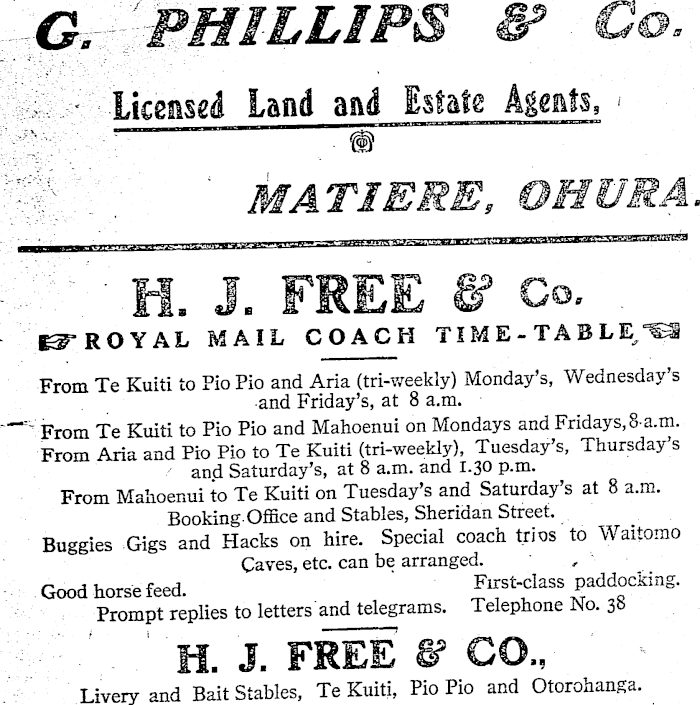 G. PHILLIPS & Co.
Licensed Land and Estate Agents,
MATIERE, OHURA.
H. J. FREE & Co.
ROYAL MAIL COACH TIME-TABLE,
From Te Kuiti to Pio Pio and Aria (tri-weekly) Monday's, Wednesday's
and Friday's, at 8 a.m.
From Te Kuiti to Pio Pio and Mahoenui on Mondays and Fridays, 8 a.m.
From Aria and Pio Pio to Te Kuiti (tri-weekly), Tuesday's, Thursday's
and Saturday's, at 8 a.m. and 1.30 p.m.
From Mahoenui to Te Kuiti on Tuesday's and Saturday's at 8 a.m.
Booking Office and Stables, Sheridan Street.
Buggies Gigs and Hacks on hire. Special coach trips to Waitomo
Caves, etc. can be arranged.
Good horse feed. First-class paddocking.
Prompt replies to letters and telegrams. Telephone No. 38
H. J. FREE & CO.,
Livery and Bait Stables, Te Kuiti, Pio Pio and Otorohanga.